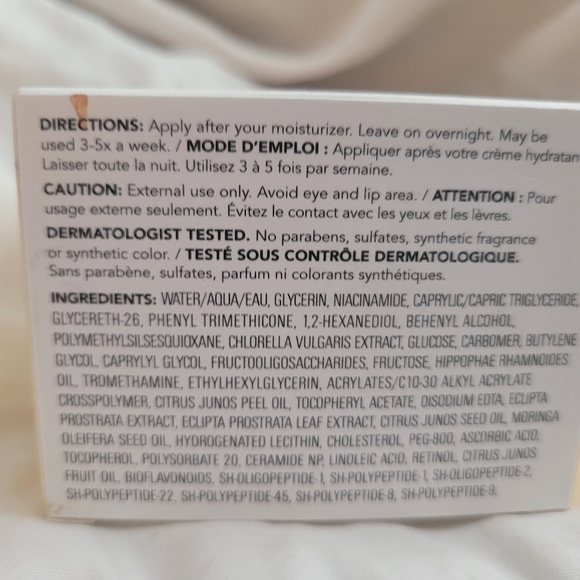 DIRECTIONS: Apply after your moisturizer. Leave on overnight. May be
used 3-5x a week. / MODE D'EMPLOI : Appliquer après votre crème hydratan
Laisser toute la nuit. Utilisez 3 à 5 fois par semaine.
CAUTION: External use only. Avoid eye and lip area. / ATTENTION : Pour
usage externe seulement. Évitez le contact avec les yeux et les lèvres.
DERMATOLOGIST TESTED. No parabens, sulfates, synthetic fragrance
or synthetic color. / TESTÉ SOUS CONTRÔLE DERMATOLOGIQUE.
Sans parabène, sulfates, parfum ni colorants synthétiques.
INGREDIENTS: WATER/AQUA/EAU, GLYCERIN, NIACINAMIDE, CAPRYLIC/CAPRIC TRIGLYCERIDE,
GLYCERETH-26, PHENYL TRIMETHICONE, 1,2-HEXANEDIOL, BEHENYL ALCOHOL,
POLYMETHYLSILSESQUIOXANE, CHLORELLA VULGARIS EXTRACT, GLUCOSE, CARBOMER, BUTYLENE
GLYCOL, CAPRYLYL GLYCOL, FRUCTOOLIGOSACCHARIDES, FRUCTOSE, HIPPOPHAE RHAMNOIDES
OIL, TROMETHAMINE, ETHYLHEXYLGLYCERIN, ACRYLATES/C10-30 ALKYL ACRYLATE
CROSSPOLYMER, CITRUS JUNOS PEEL OIL, TOCOPHERYL ACETATE, DISODIUM EDTA, ECLIPTA
PROSTRATA EXTRACT, ECLIPTA PROSTRATA LEAF EXTRACT, CITRUS JUNOS SEED OIL, MORINGA
OLEIFERA SEED OIL, HYDROGENATED LECITHIN, CHOLESTEROL, PEG-800, ASCORBIC ACID,
TOCOPHEROL, POLYSORBATE 20, CERAMIDE NP, LINOLEIC ACID, RETINOL, CITRUS JUNOS
FRUIT OIL, BIOFLAVONOIDS, SH-OLIGOPEPTIDE-1, SH-POLYPEPTIDE-1, SH-OLIGOPEPTIDE-2,
SH-POLYPEPTIDE-22, SH-POLYPEPTIDE-45, SH-POLYPEPTIDE-8, SH-POLYPEPTIDE-9.